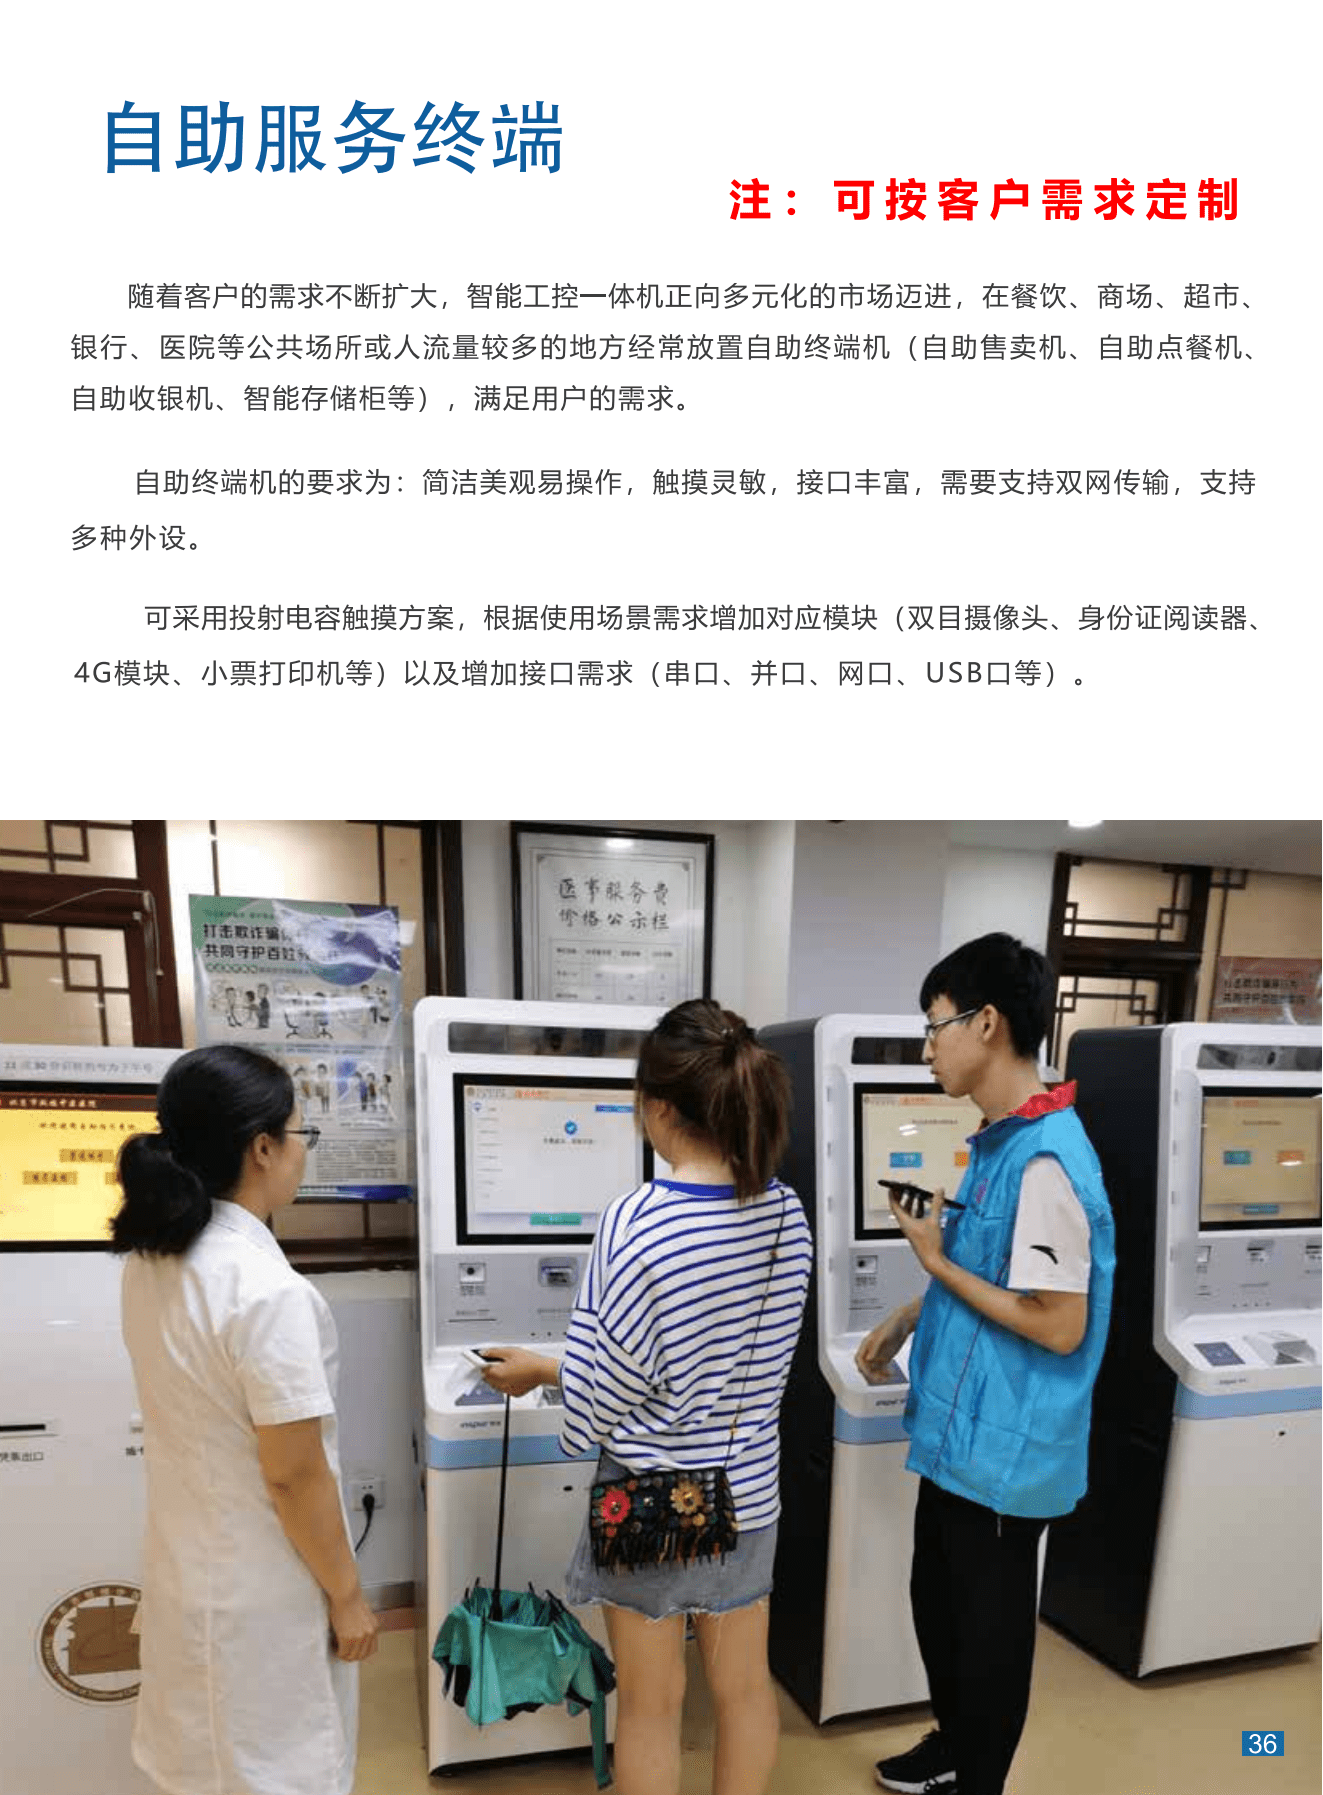 自助服务终端
注：可按客户需求定制
随着客户的需求不断扩大，智能工控一体机正向多元化的市场迈进，在餐饮、商场、超市、
银行、医院等公共场所或人流量较多的地方经常放置自助终端机（自助售卖机、自助点餐机、
自助收银机、智能存储柜等），满足用户的需求。
自助终端机的要求为：简洁美观易操作，触摸灵敏，接口丰富，需要支持双网传输，支持
多种外设。
可采用投射电容触摸方案，根据使用场景需求增加对应模块（双目摄像头、身份证阅读器、
4G模块、小票打印机等）以及增加接口需求（串口、并口、网口、USB口等）。
医事服务费
价格公示栏
打击欺诈骗
共同守护百姓
打击欺诈骗
inspur
36